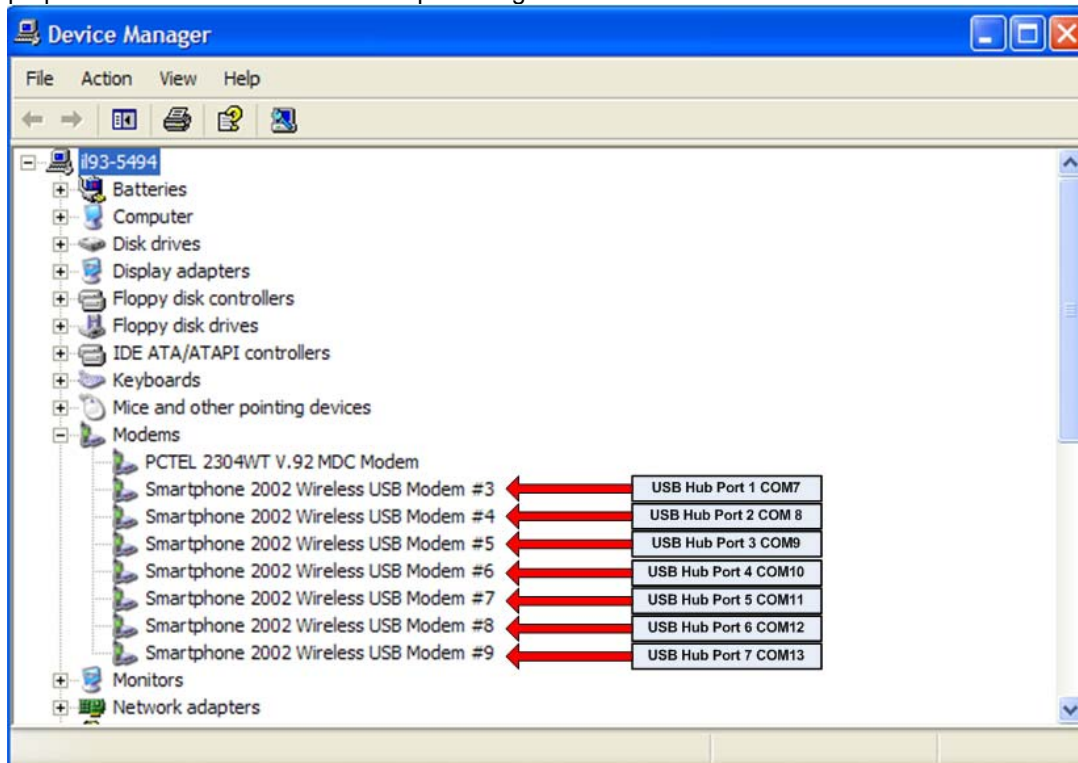 Device Manager
File Action View Help
il93-5494
Batteries
Computer
Disk drives
Display adapters
Floppy disk controllers
Floppy disk drives
IDE ATA/ATAPI controllers
Keyboards
Mice and other pointing devices
Modems
PCTEL 2304WT V.92 MDC Modem
Smartphone 2002 Wireless USB Modem #3 USB Hub Port 1 COM7
Smartphone 2002 Wireless USB Modem #4 USB Hub Port 2 COM 8
Smartphone 2002 Wireless USB Modem #5 USB Hub Port 3 COM9
Smartphone 2002 Wireless USB Modem #6 USB Hub Port 4 COM10
Smartphone 2002 Wireless USB Modem #7 USB Hub Port 5 COM11
Smartphone 2002 Wireless USB Modem #8 USB Hub Port 6 COM12
Smartphone 2002 Wireless USB Modem #9 USB Hub Port 7 COM13
Monitors
Network adapters